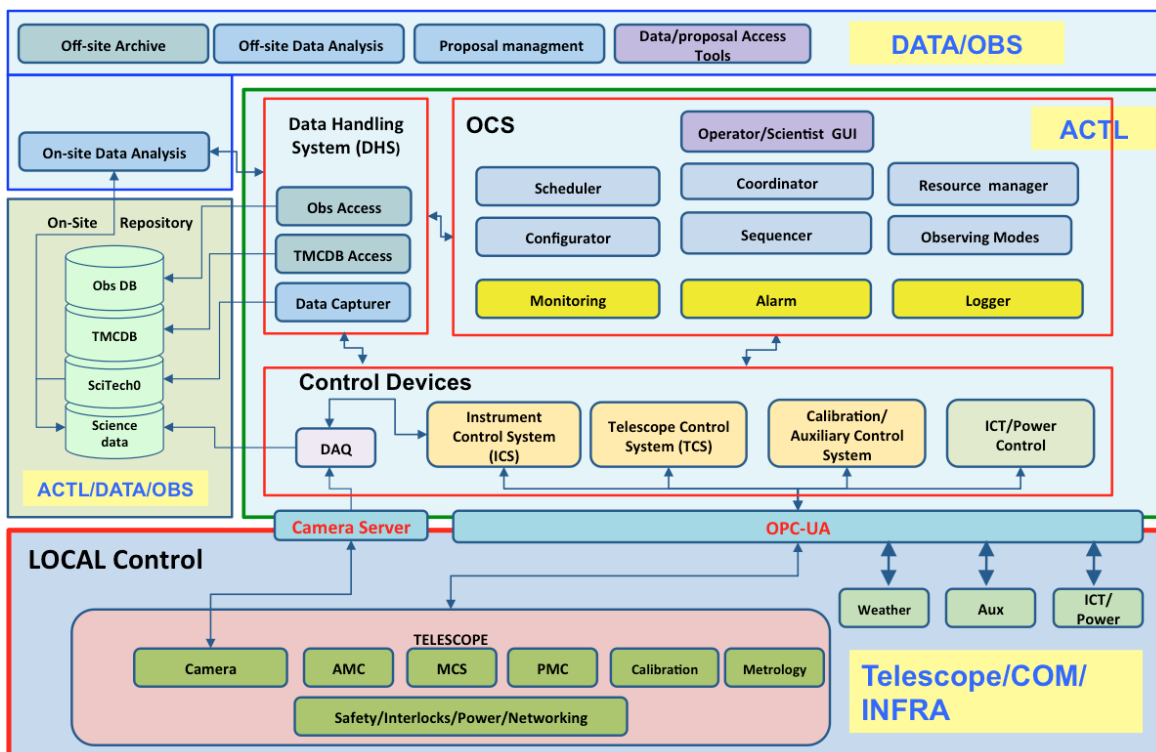 Off-site Archive
Off-site Data Analysis
Proposal managment
Data/proposal Access
Tools
DATA/OBS
On-site Data Analysis
Data Handling
System (DHS)
Obs Access
TMCDB Access
Data Capturer
OCS
Operator/Scientist GUI
ACTL
Scheduler
Coordinator
Resource manager
Configurator
Sequencer
Observing Modes
Monitoring
Alarm
Logger
On-Site Repository
Obs DB
TMCDB
SciTech0
Science
data
ACTL/DATA/OBS
Control Devices
DAQ
Instrument
Control System
(ICS)
Telescope Control
System (TCS)
Calibration/
Auxiliary Control
System
ICT/Power
Control
Camera Server
OPC-UA
LOCAL Control
Weather
Aux
ICT/
Power
TELESCOPE
Camera
AMC
MCS
PMC
Calibration
Metrology
Safety/Interlocks/Power/Networking
Telescope/COM/
INFRA